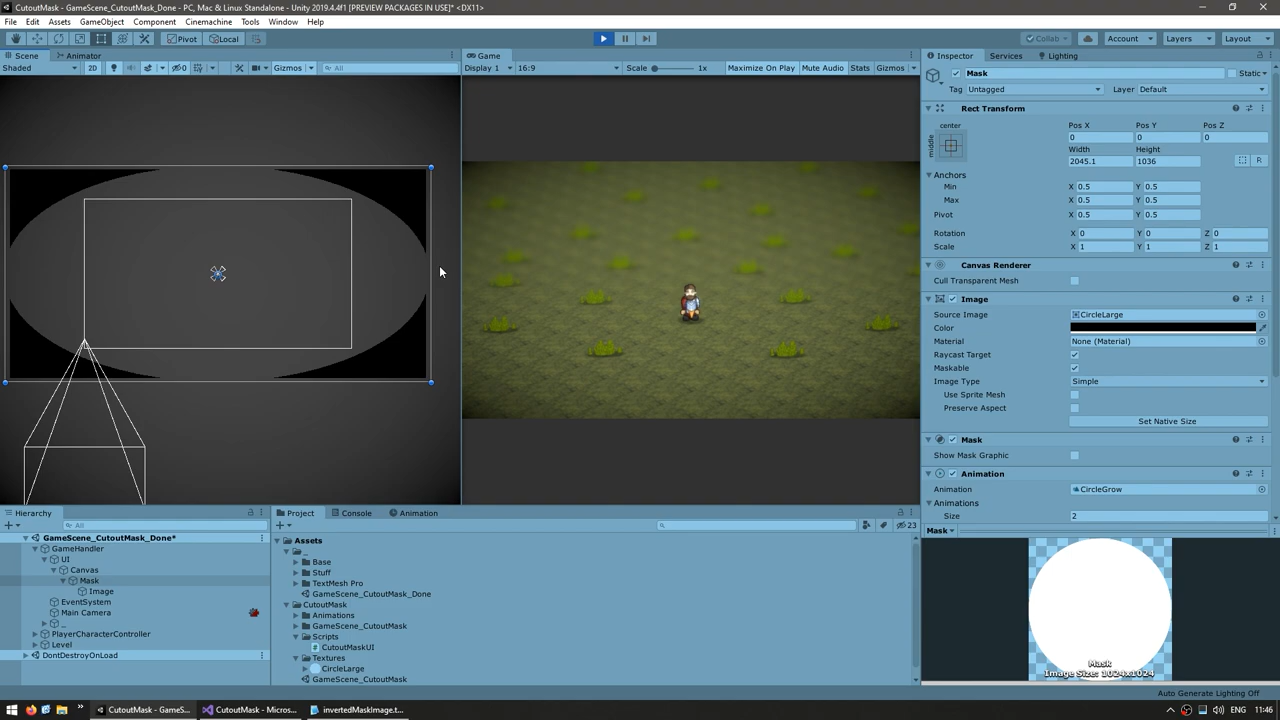 CutoutMask - GameScene_CutoutMask_Done - PC, Mac & Linux Standalone - Unity 2019.4.4f1 [PREVIEW PACKAGES IN USE]* <DX11>
File Edit Assets GameObject Component Cinemachine Tools Window Help
Pivot Local Collab Account Layers Layout
Scene Animator
Shaded 2D 0 Gizmos All
Game
Display 1 16:9 Scale 1x Maximize On Play Mute Audio Stats Gizmos
Inspector Services Lighting
Mask Static
Tag Untagged Layer Default
Rect Transform
center
middle
Pos X Pos Y Pos Z
0 0 0
Width Height
2045.1 1036
R
Anchors
Min X 0.5 Y 0.5
Max X 0.5 Y 0.5
Pivot X 0.5 Y 0.5
Rotation X 0 Y 0 Z 0
Scale X 1 Y 1 Z 1
Canvas Renderer
Cull Transparent Mesh
Image
Source Image CircleLarge
Color
Material None (Material)
Raycast Target
Maskable
Image Type Simple
Use Sprite Mesh
Preserve Aspect
Set Native Size
Mask
Show Mask Graphic
Animation
Animation CircleGrow
Animations
Size 2
Mask
Mask
Image Size: 1024x1024
Hierarchy
All
GameScene_CutoutMask_Done*
GameHandler
UI
Canvas
Mask
Image
EventSystem
Main Camera
_
PlayerCharacterController
Level
DontDestroyOnLoad
Project Console Animation
23
Assets
_
Base
Stuff
TextMesh Pro
GameScene_CutoutMask_Done
CutoutMask
Animations
GameScene_CutoutMask
Scripts
CutoutMaskUI
Textures
CircleLarge
GameScene_CutoutMask
Auto Generate Lighting Off
CutoutMask - GameS... CutoutMask - Micros... invertedMaskImage.t... ENG 11:46